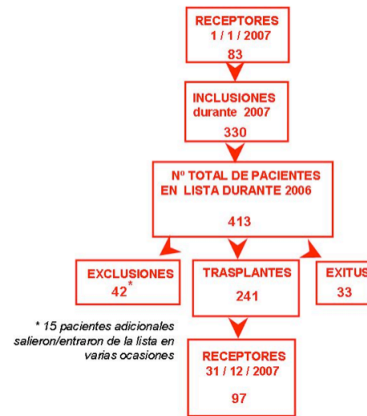 RECEPTORES
1 / 1 / 2007
83
INCLUSIONES
durante 2007
330
Nº TOTAL DE PACIENTES
EN LISTA DURANTE 2006
413
EXCLUSIONES
42*
TRASPLANTES
241
EXITUS
33
* 15 pacientes adicionales
salieron/entraron de la lista en
varias ocasiones
RECEPTORES
31 / 12 / 2007
97